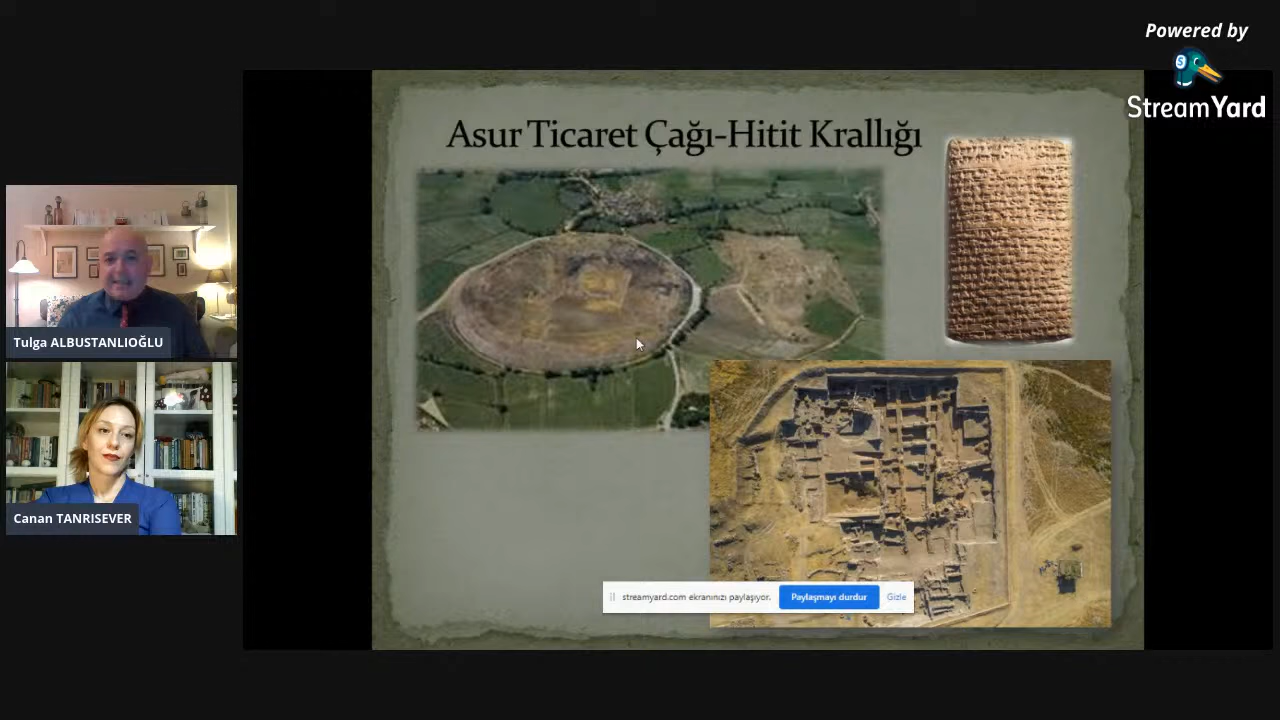 Powered by
StreamYard
Asur Ticaret Çağı-Hitit Krallığı
Tulga ALBUSTANLIOĞLU
Canan TANRISEVER
streamyard.com ekranınızı paylaşıyor.
Paylaşmayı durdur
Gizle